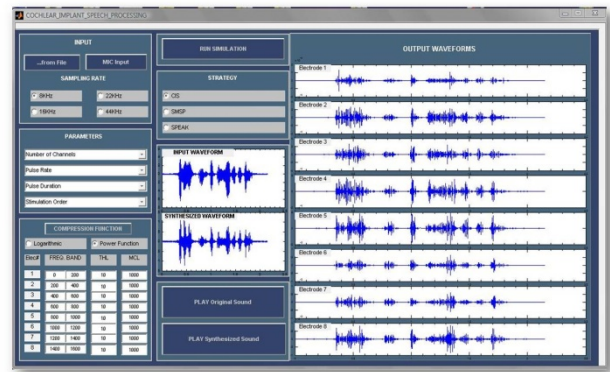 COCHLEAR_IMPLANT_SPEECH_PROCESSING
INPUT
...from File
MIC Input
SAMPLING RATE
8KHz
22KHz
16KHz
44KHz
PARAMETERS
Number of Channels
Pulse Rate
Pulse Duration
Stimulation Order
COMPRESSION FUNCTION
Logarithmic
Power Function
Elec# FREQ. BAND THL MCL
1 0 200 10 1000
2 200 400 10 1000
3 400 600 10 1000
4 600 800 10 1000
5 800 1000 10 1000
6 1000 1200 10 1000
7 1200 1400 10 1000
8 1400 1600 10 1000
RUN SIMULATION
STRATEGY
CIS
SMSP
SPEAK
INPUT WAVEFORM
SYNTHESIZED WAVEFORM
PLAY Original Sound
PLAY Synthesized Sound
OUTPUT WAVEFORMS
Electrode 1
Electrode 2
Electrode 3
Electrode 4
Electrode 5
Electrode 6
Electrode 7
Electrode 8